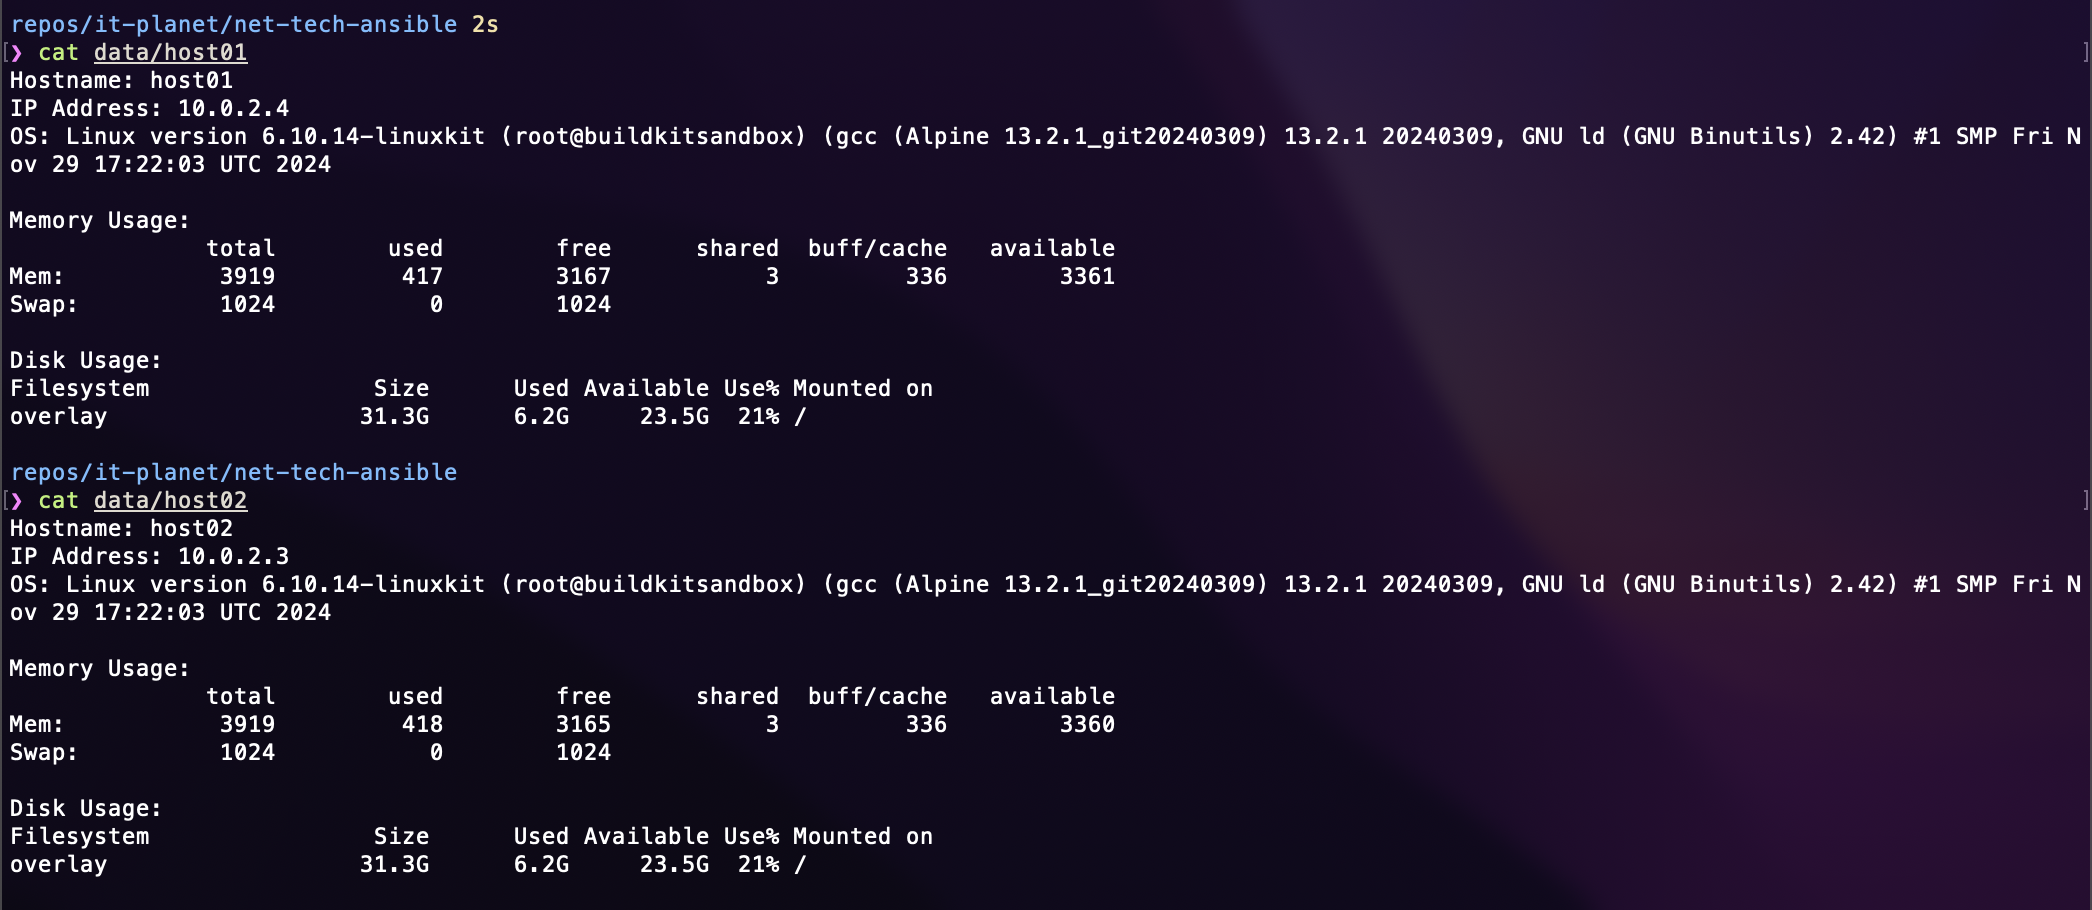 repos/it-planet/net-tech-ansible 2s
[❯ cat data/host01 ]
Hostname: host01
IP Address: 10.0.2.4
OS: Linux version 6.10.14-linuxkit (root@buildkitsandbox) (gcc (Alpine 13.2.1_git20240309) 13.2.1 20240309, GNU ld (GNU Binutils) 2.42) #1 SMP Fri N
ov 29 17:22:03 UTC 2024

Memory Usage:
              total        used        free      shared  buff/cache   available
Mem:           3919         417        3167           3         336        3361
Swap:          1024           0        1024

Disk Usage:
Filesystem                Size      Used Available Use% Mounted on
overlay                  31.3G      6.2G     23.5G  21% /

repos/it-planet/net-tech-ansible
[❯ cat data/host02 ]
Hostname: host02
IP Address: 10.0.2.3
OS: Linux version 6.10.14-linuxkit (root@buildkitsandbox) (gcc (Alpine 13.2.1_git20240309) 13.2.1 20240309, GNU ld (GNU Binutils) 2.42) #1 SMP Fri N
ov 29 17:22:03 UTC 2024

Memory Usage:
              total        used        free      shared  buff/cache   available
Mem:           3919         418        3165           3         336        3360
Swap:          1024           0        1024

Disk Usage:
Filesystem                Size      Used Available Use% Mounted on
overlay                  31.3G      6.2G     23.5G  21% /